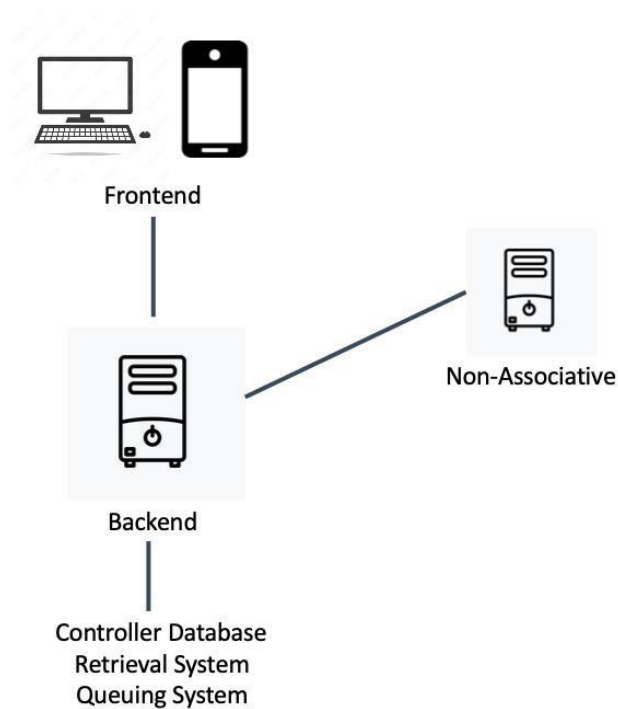 Frontend
Non-Associative
Backend
Controller Database
Retrieval System
Queuing System